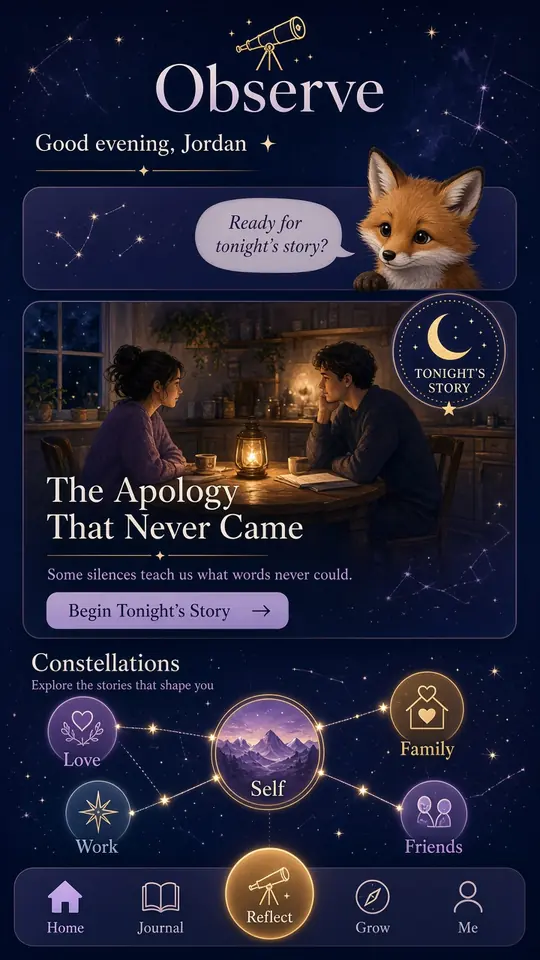 Observe
Good evening, Jordan
Ready for
tonight's story?
TONIGHT'S
STORY
The Apology
That Never Came
Some silences teach us what words never could.
Begin Tonight's Story →
Constellations
Explore the stories that shape you
Love
Self
Family
Work
Friends
Home
Journal
Reflect
Grow
Me